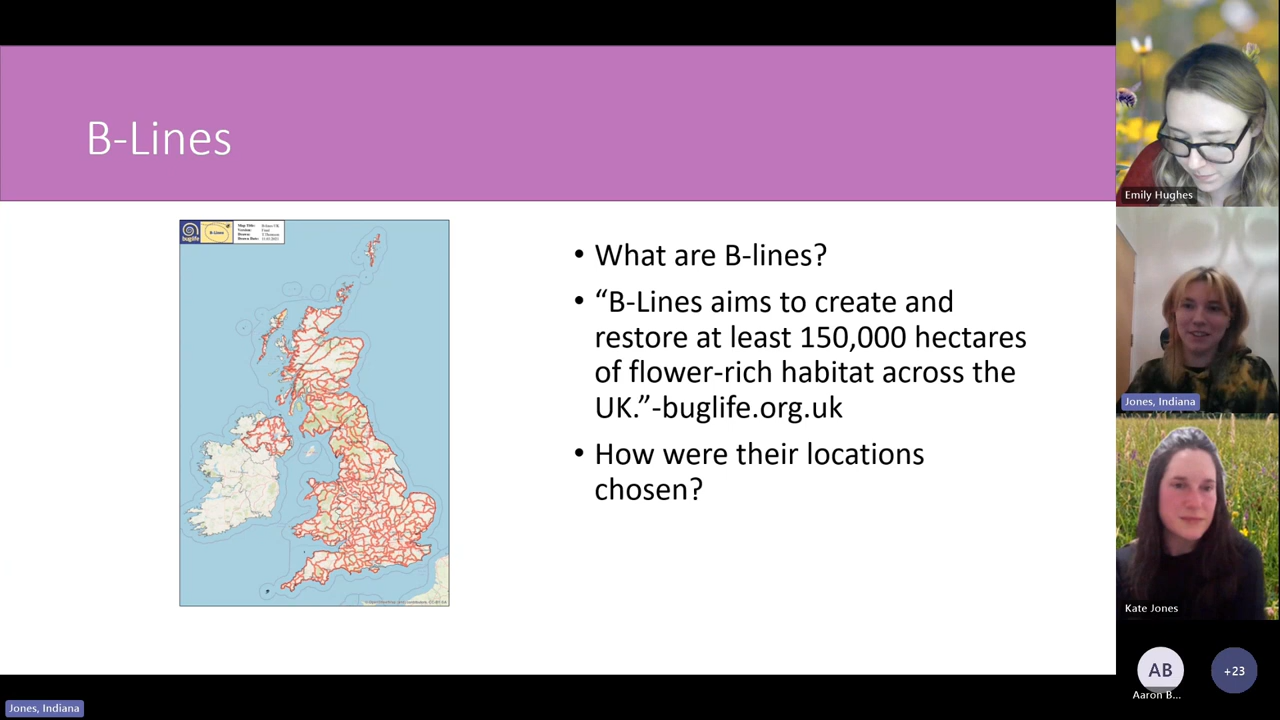 B-Lines
buglife
B-Lines
• What are B-lines?
• “B-Lines aims to create and
restore at least 150,000 hectares
of flower-rich habitat across the
UK.”-buglife.org.uk
• How were their locations
chosen?
Emily Hughes
Jones, Indiana
Kate Jones
AB
Aaron B...
+23
Jones, Indiana